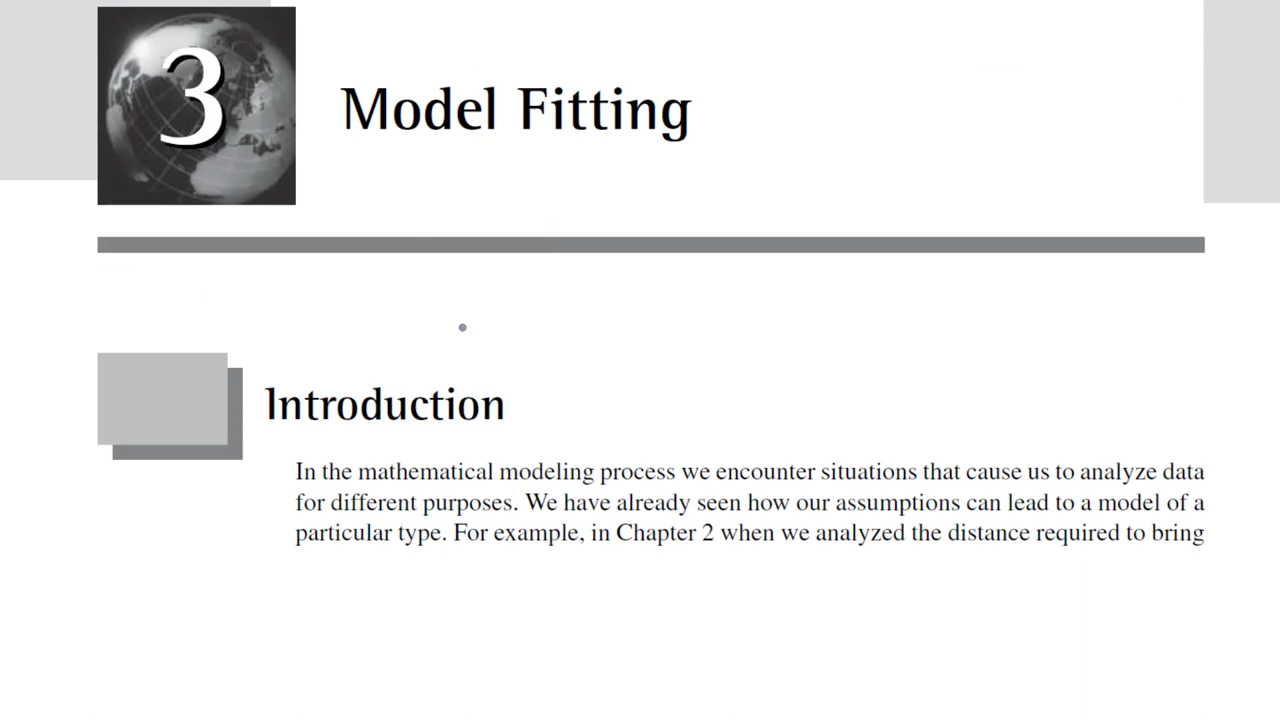 3
Model Fitting
Introduction
In the mathematical modeling process we encounter situations that cause us to analyze data
for different purposes. We have already seen how our assumptions can lead to a model of a
particular type. For example, in Chapter 2 when we analyzed the distance required to bring